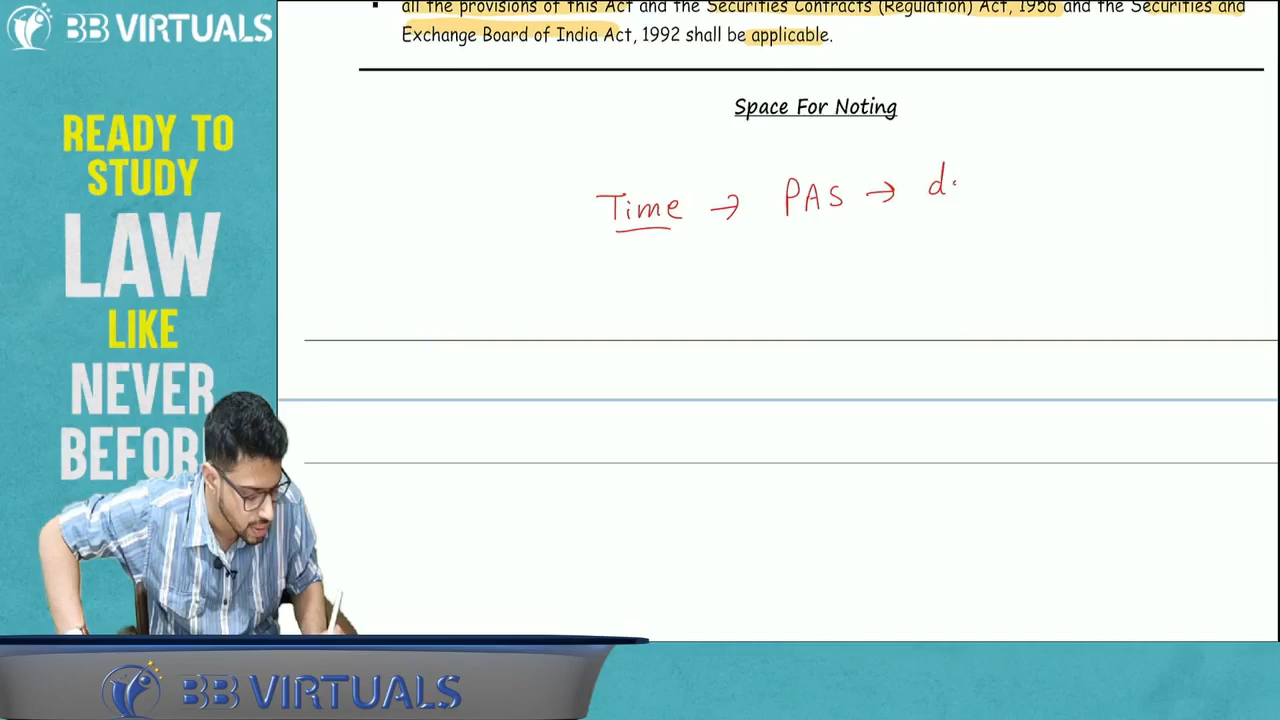 BB VIRTUALS
all the provisions of this Act and the Securities Contracts (Regulation) Act, 1956 and the Securities and
Exchange Board of India Act, 1992 shall be applicable.
Space For Noting
Time → PAS → d.
READY TO
STUDY
LAW
LIKE
NEVER
BEFOR
BB VIRTUALS